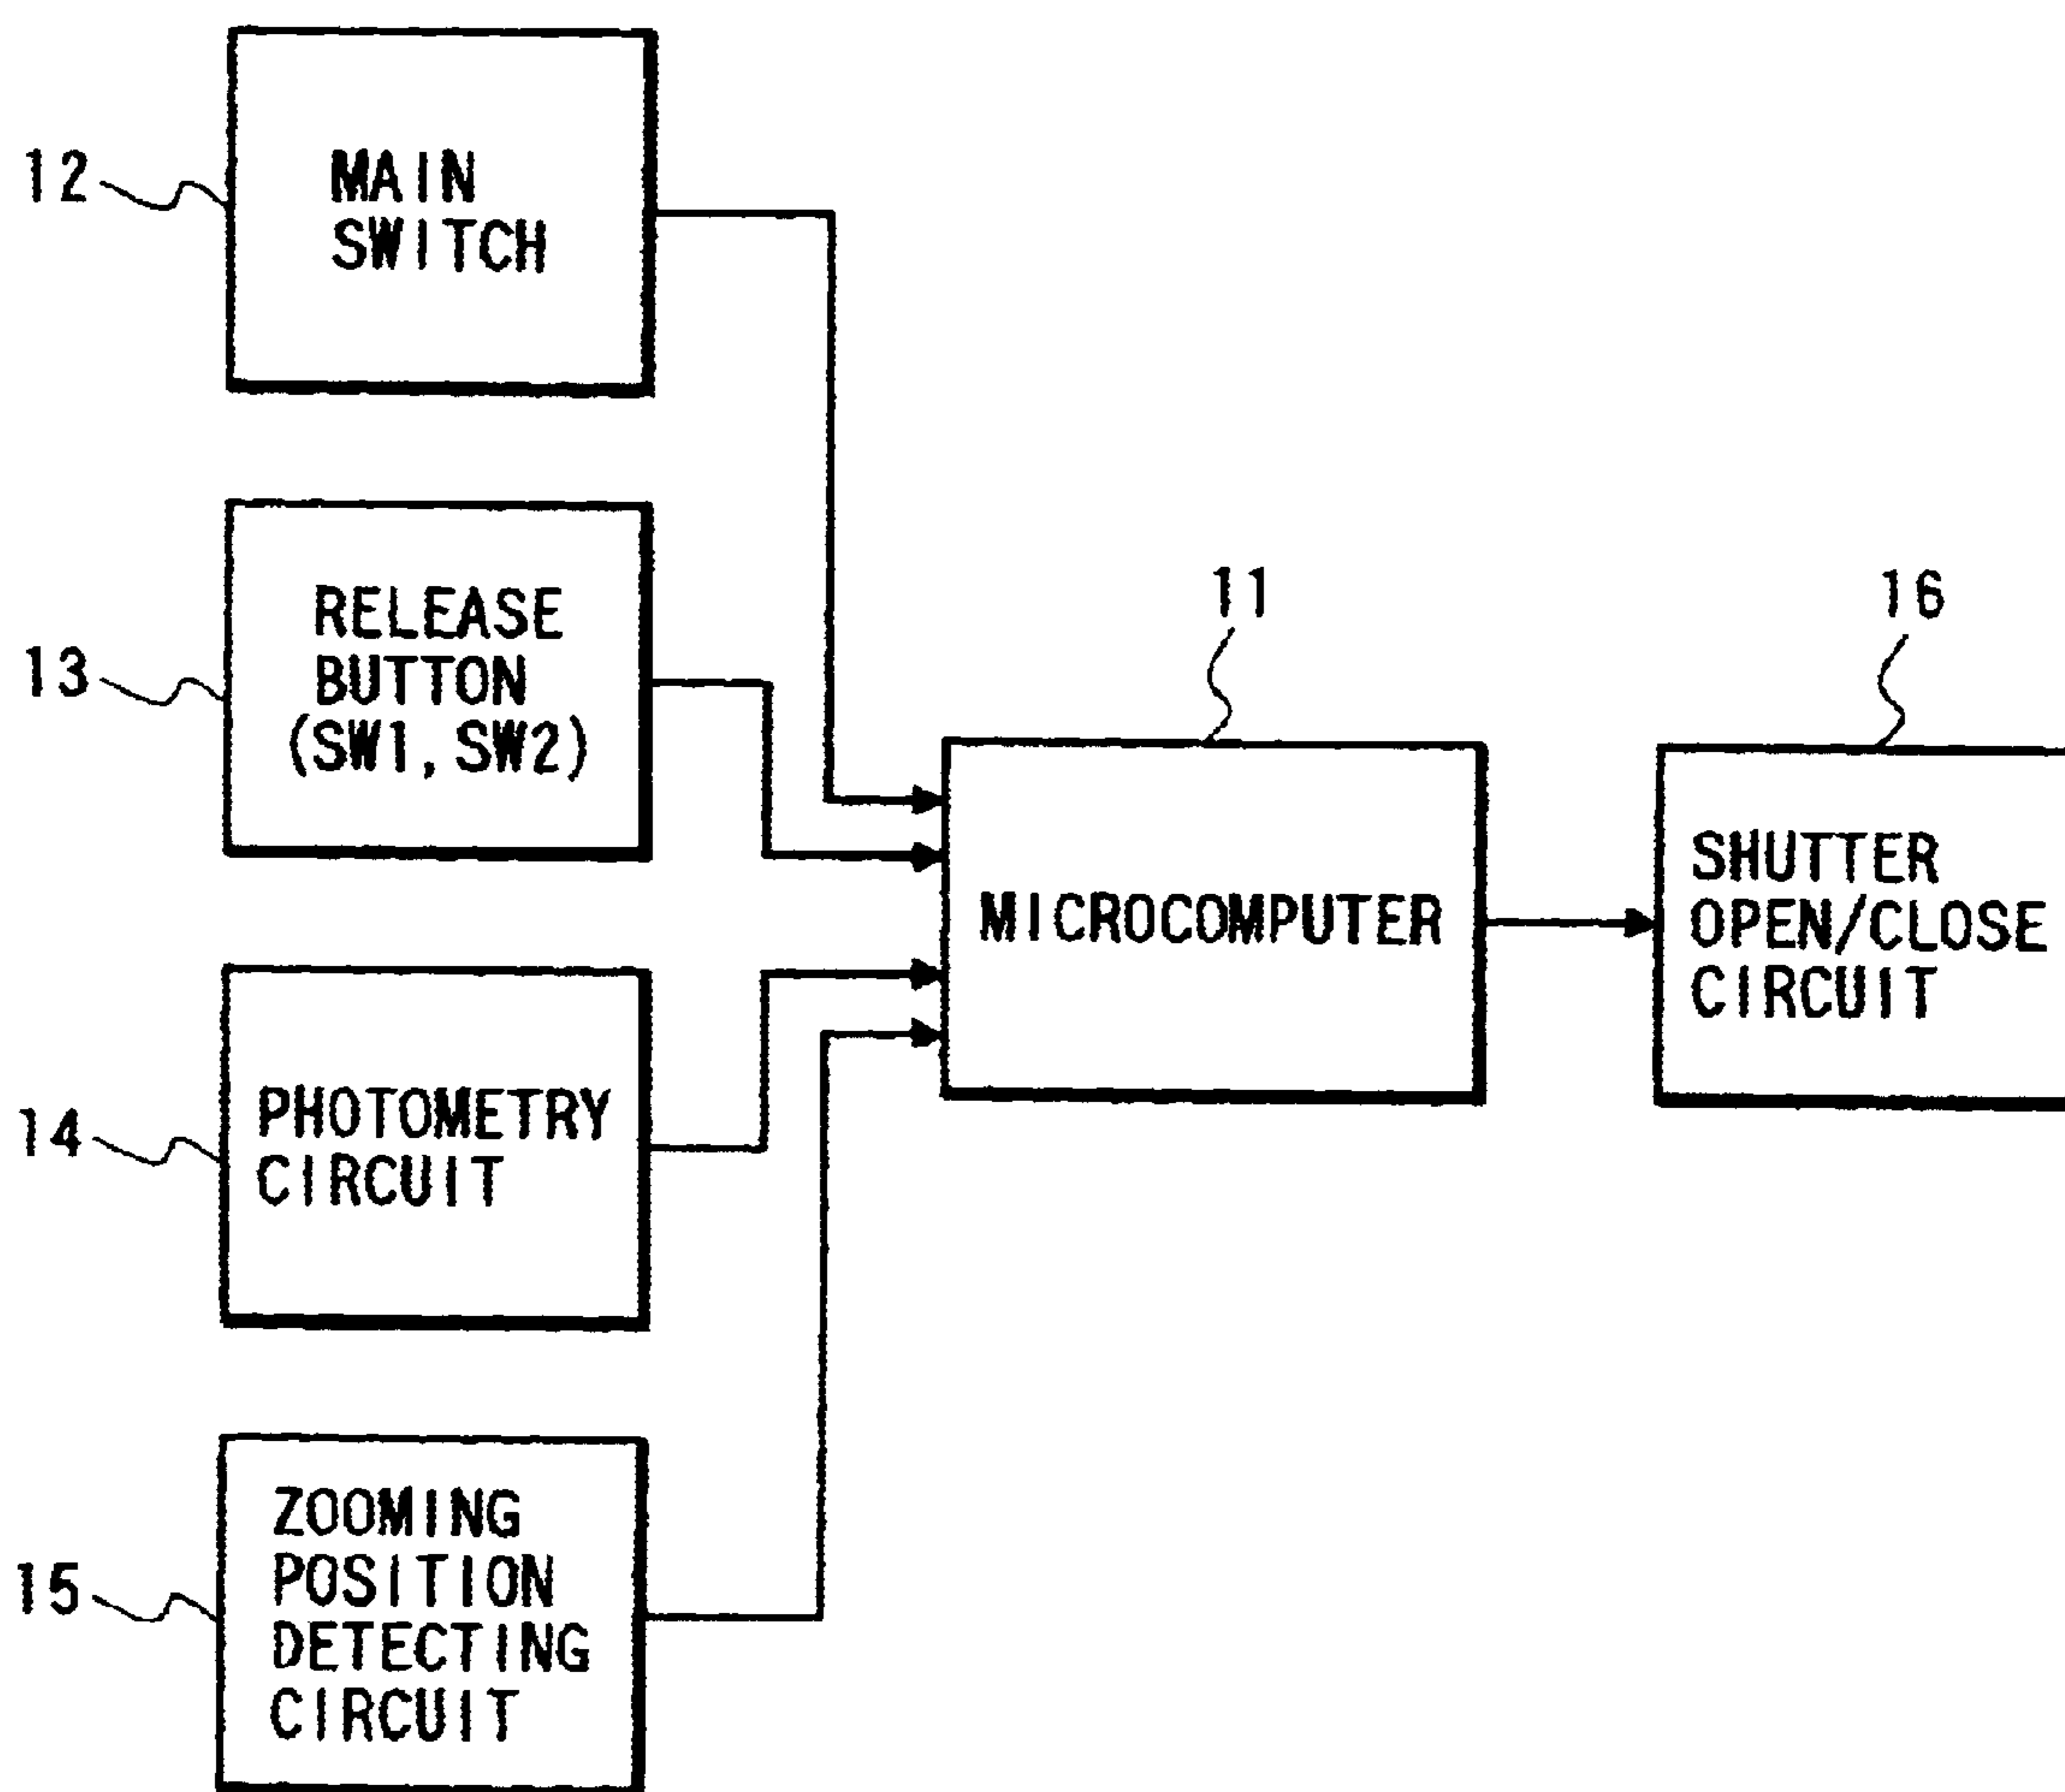 12
MAIN
SWITCH
13
RELEASE
BUTTON
(SW1, SW2)
11
16
MICROCOMPUTER
SHUTTER
OPEN/CLOSE
CIRCUIT
14
PHOTOMETRY
CIRCUIT
15
ZOOMING
POSITION
DETECTING
CIRCUIT